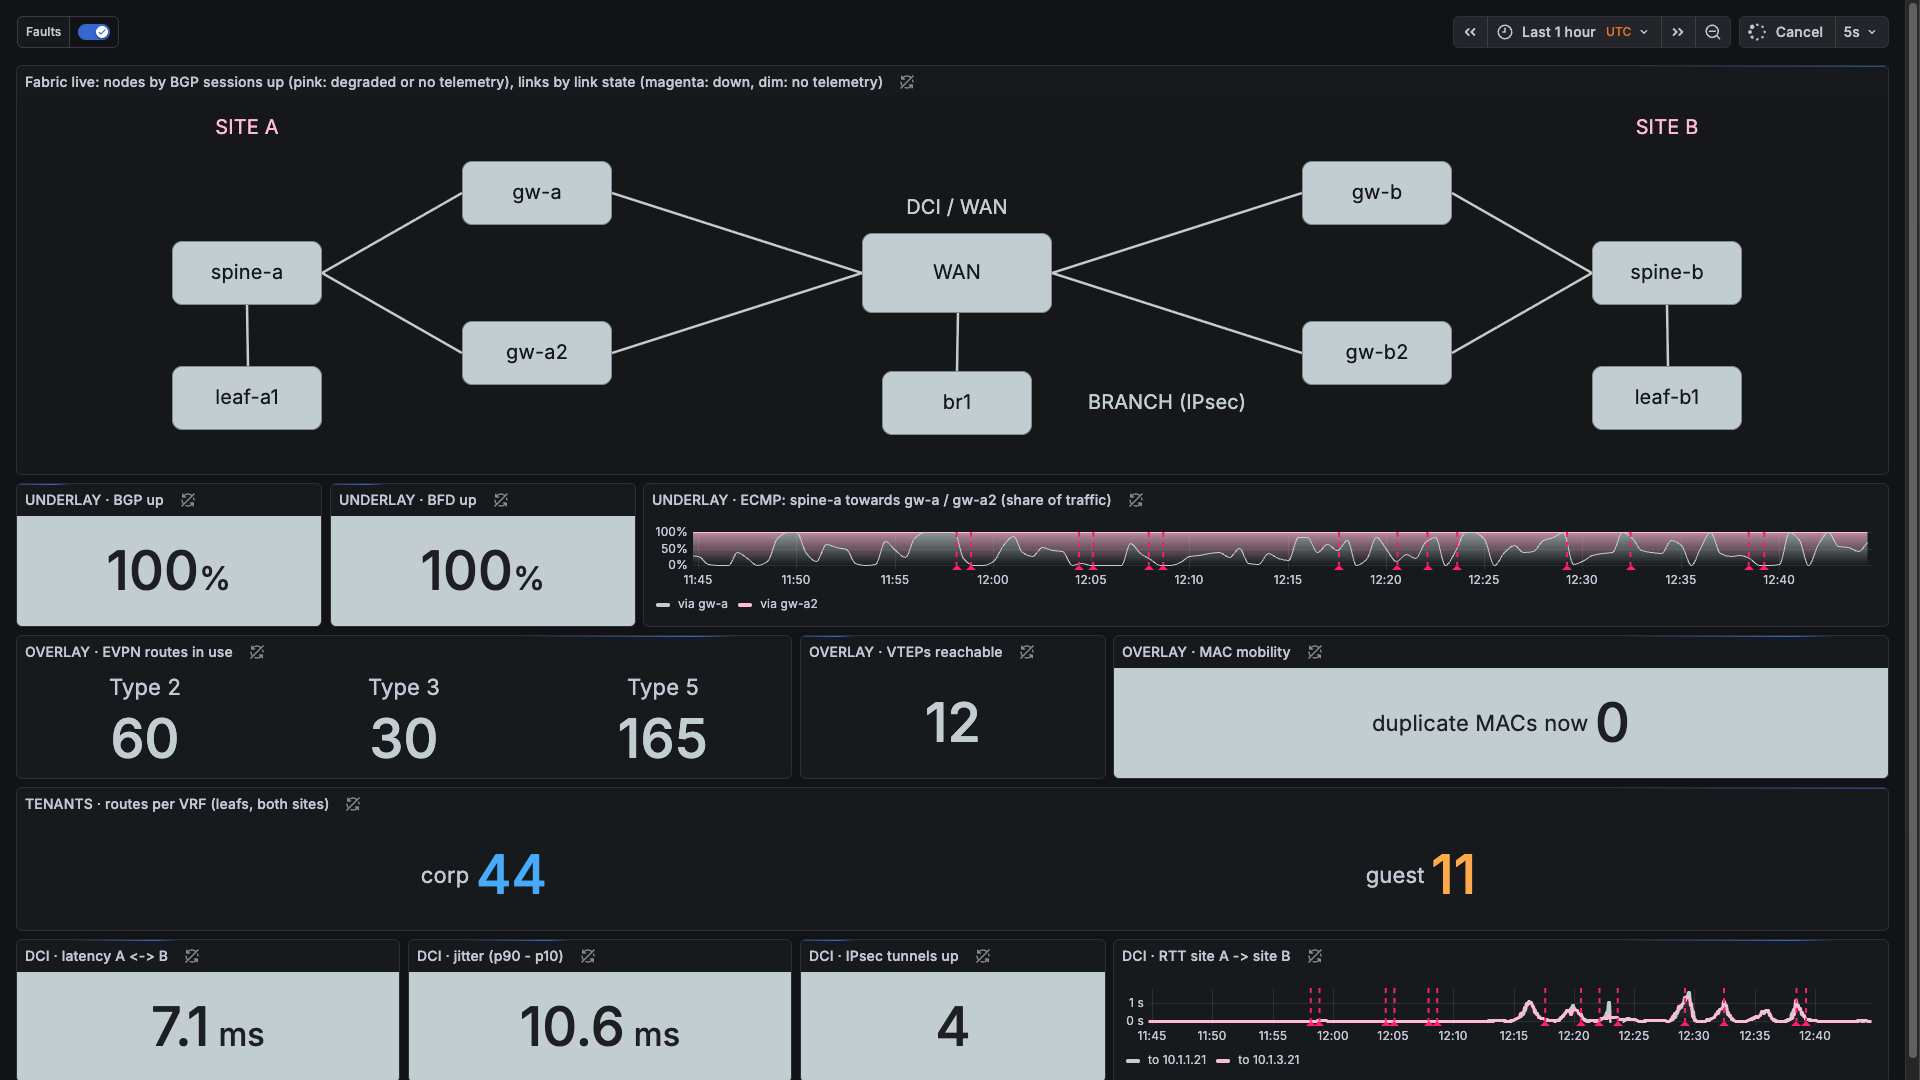 Faults
Last 1 hour UTC
Cancel
5s
Fabric live: nodes by BGP sessions up (pink: degraded or no telemetry), links by link state (magenta: down, dim: no telemetry)
SITE A
SITE B
gw-a
gw-b
DCI / WAN
spine-a
WAN
spine-b
gw-a2
gw-b2
leaf-a1
br1
BRANCH (IPsec)
leaf-b1
UNDERLAY · BGP up
100%
UNDERLAY · BFD up
100%
UNDERLAY · ECMP: spine-a towards gw-a / gw-a2 (share of traffic)
100%
50%
0%
11:45 11:50 11:55 12:00 12:05 12:10 12:15 12:20 12:25 12:30 12:35 12:40
via gw-a via gw-a2
OVERLAY · EVPN routes in use
Type 2 Type 3 Type 5
60 30 165
OVERLAY · VTEPs reachable
12
OVERLAY · MAC mobility
duplicate MACs now 0
TENANTS · routes per VRF (leafs, both sites)
corp 44
guest 11
DCI · latency A <-> B
7.1 ms
DCI · jitter (p90 - p10)
10.6 ms
DCI · IPsec tunnels up
4
DCI · RTT site A -> site B
1 s
0 s
11:45 11:50 11:55 12:00 12:05 12:10 12:15 12:20 12:25 12:30 12:35 12:40
to 10.1.1.21 to 10.1.3.21